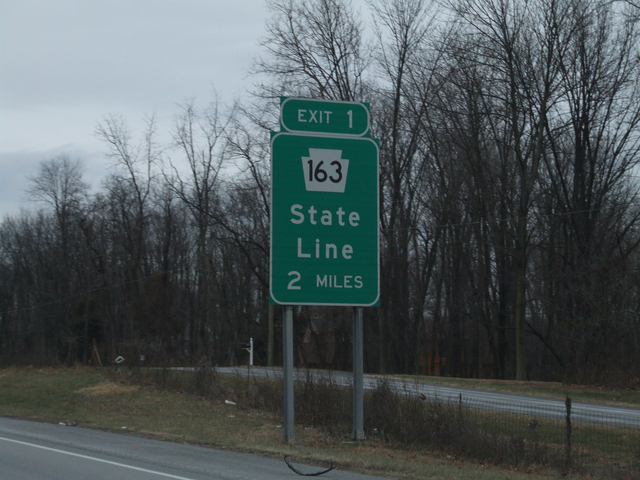 EXIT 1
163
State
Line
2 MILES